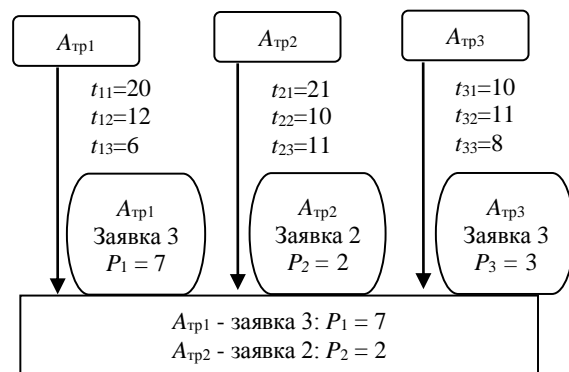 Aтр1
Aтр2
Aтр3
t11=20
t12=12
t13=6
t21=21
t22=10
t23=11
t31=10
t32=11
t33=8
Aтр1
Заявка 3
P1 = 7
Aтр2
Заявка 2
P2 = 2
Aтр3
Заявка 3
P3 = 3
Aтр1 - заявка 3: P1 = 7
Aтр2 - заявка 2: P2 = 2